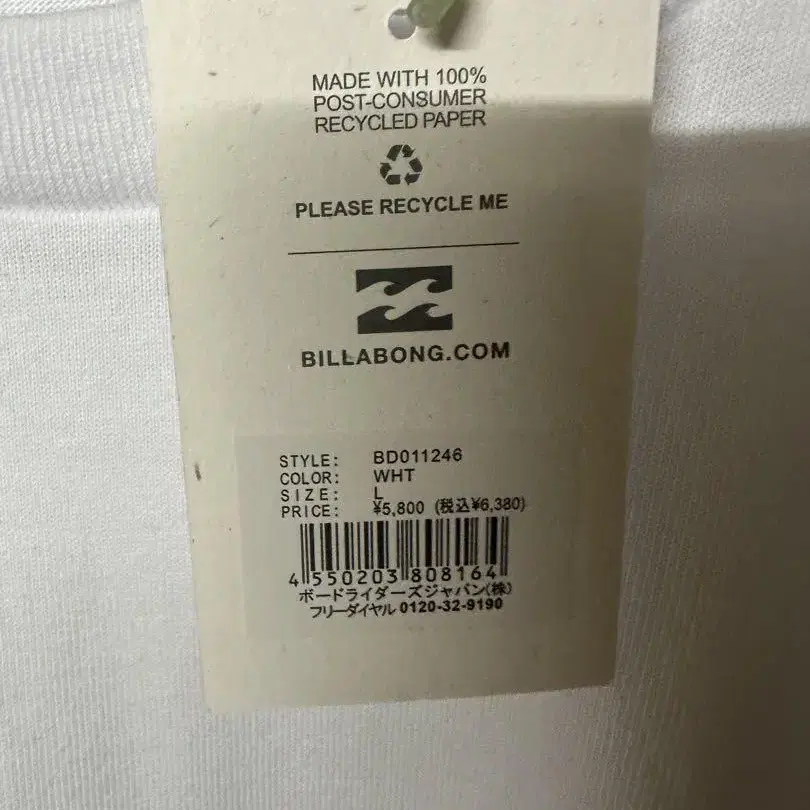 MADE WITH 100%
POST-CONSUMER
RECYCLED PAPER
PLEASE RECYCLE ME
BILLABONG.COM
STYLE: BD011246
COLOR: WHT
SIZE: L
PRICE: ¥5,800 (税込¥6,380)
4 550203 808164
ボードライダーズジャパン(株)
フリーダイヤル 0120-32-9190